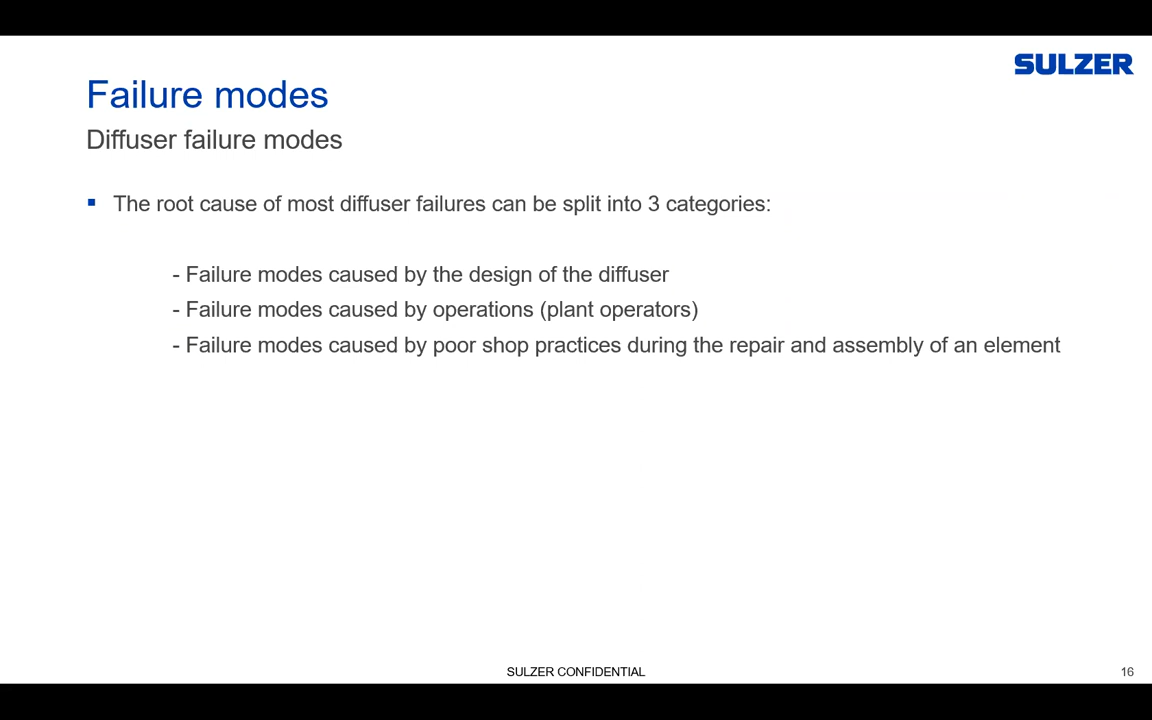 SULZER
Failure modes
Diffuser failure modes
▪ The root cause of most diffuser failures can be split into 3 categories:
- Failure modes caused by the design of the diffuser
- Failure modes caused by operations (plant operators)
- Failure modes caused by poor shop practices during the repair and assembly of an element
SULZER CONFIDENTIAL
16